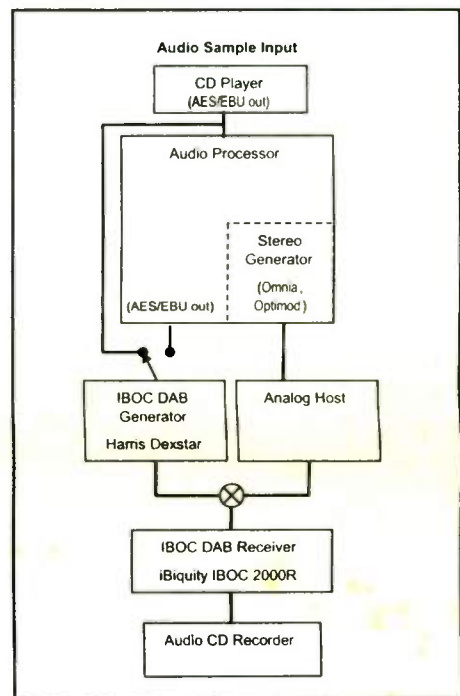 Audio Sample Input
CD Player
(AES/EBU out)
Audio Processor
Stereo
Generator
(Omnia,
Optimod)
(AES/EBU out)
IBOC DAB
Generator
Harris Dexstar
Analog Host
IBOC DAB Receiver
iBiquity IBOC 2000R
Audio CD Recorder